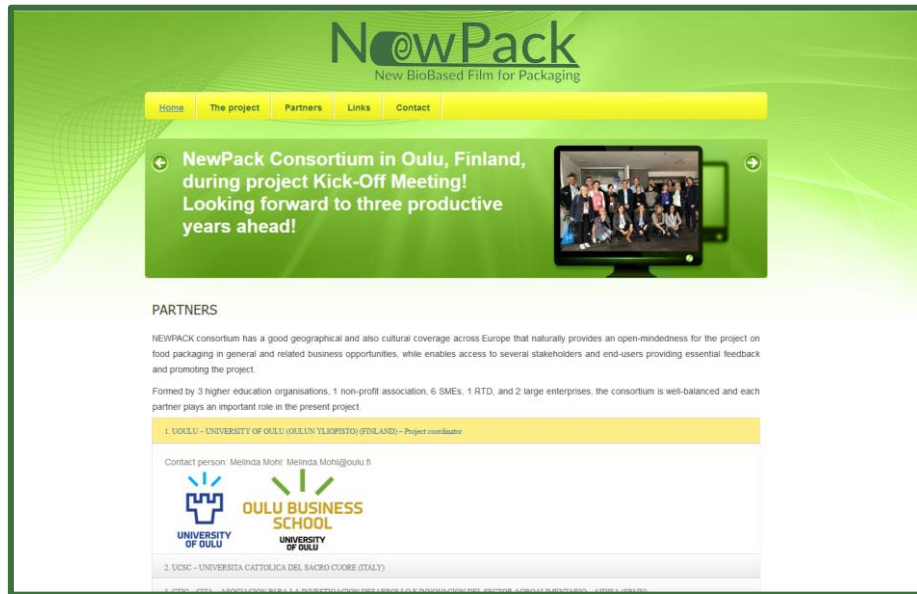 NewPack
New BioBased Film for Packaging
Home The project Partners Links Contact
NewPack Consortium in Oulu, Finland,
during project Kick-Off Meeting!
Looking forward to three productive
years ahead!
PARTNERS
NEWPACK consortium has a good geographical and also cultural coverage across Europe that naturally provides an open-mindedness for the project on
food packaging in general and related business opportunities, while enables access to several stakeholders and end-users providing essential feedback
and promoting the project.
Formed by 3 higher education organisations, 1 non-profit association, 6 SMEs, 1 RTD, and 2 large enterprises, the consortium is well-balanced and each
partner plays an important role in the present project.
1. UOULU – UNIVERSITY OF OULU (OULUN YLIOPISTO) (FINLAND) – Project coordinator
Contact person: Melinda Mohl: Melinda.Mohl@oulu.fi
UNIVERSITY
OF OULU
OULU BUSINESS
SCHOOL
UNIVERSITY
OF OULU
2. UCSC – UNIVERSITA CATTOLICA DEL SACRO CUORE (ITALY)